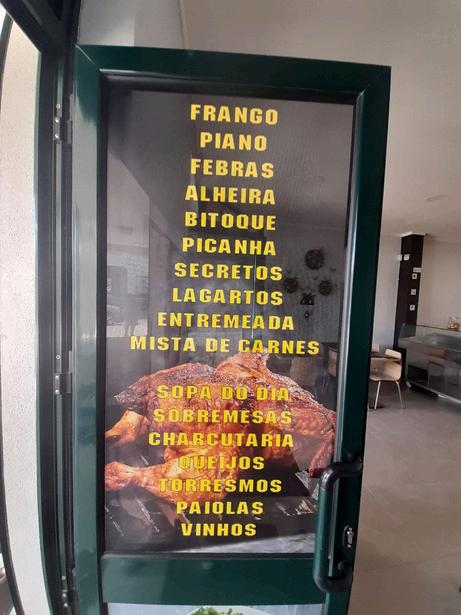 FRANGO
PIANO
FEBRAS
ALHEIRA
BITOQUE
PICANHA
SECRETOS
LAGARTOS
ENTREMEADA
MISTA DE CARNES
SOPA DO DIA
SOBREMESAS
CHARCUTARIA
QUEIJOS
TORRESMOS
PAIOLAS
VINHOS